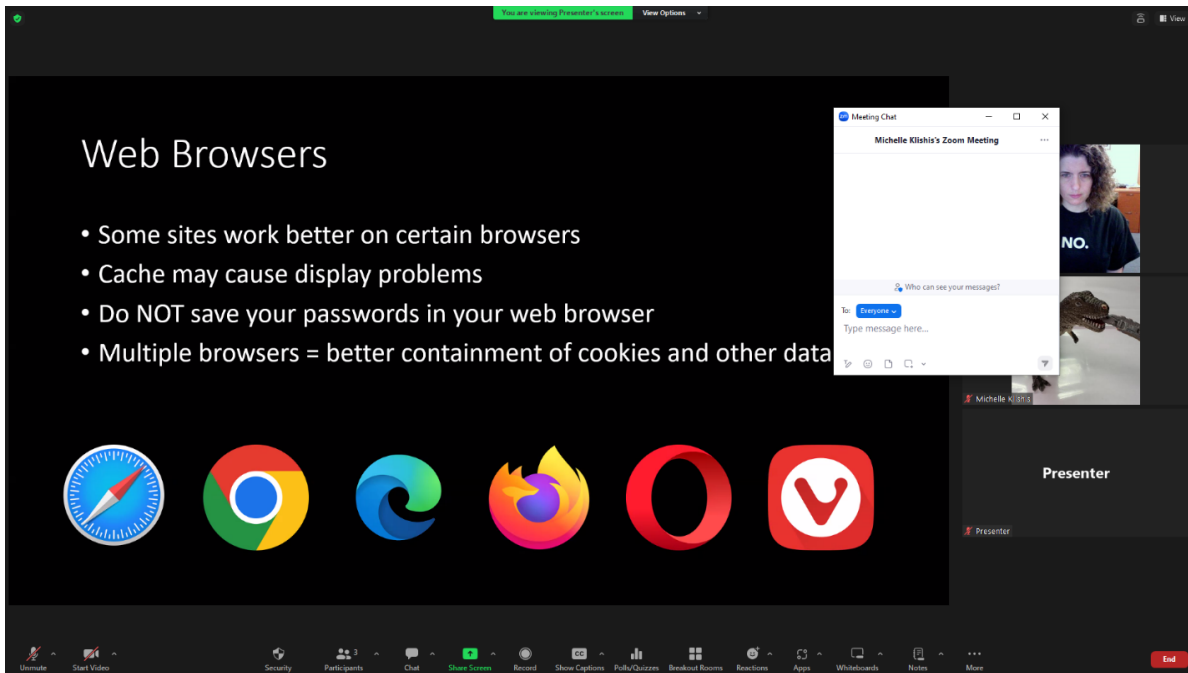 You are viewing Presenter's screen
View Options
View
Web Browsers
• Some sites work better on certain browsers
• Cache may cause display problems
• Do NOT save your passwords in your web browser
• Multiple browsers = better containment of cookies and other data
Meeting Chat
Michelle Klishis's Zoom Meeting
Who can see your messages?
To: Everyone
Type message here...
NO.
Michelle Klishis
Presenter
Presenter
Unmute
Start Video
Security
Participants
3
Chat
Share Screen
Record
CC
Show Captions
Polls/Quizzes
Breakout Rooms
Reactions
Apps
Whiteboards
Notes
More
End